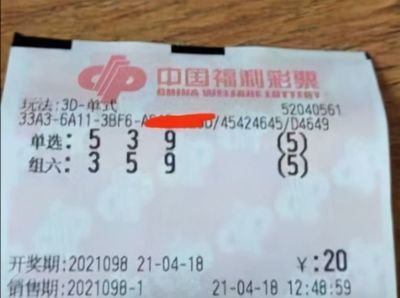 中国福利彩票
CHINA WELFARE LOTTERY
玩法:3D-单式 52040561
33A3-6A11-3BF6- /45424645/D4649
单选: 5 3 9 (5)
组六: 3 5 9 (5)
开奖期:2021098 21-04-18 ¥:20
销售期:2021098-1 21-04-18 12:48:59